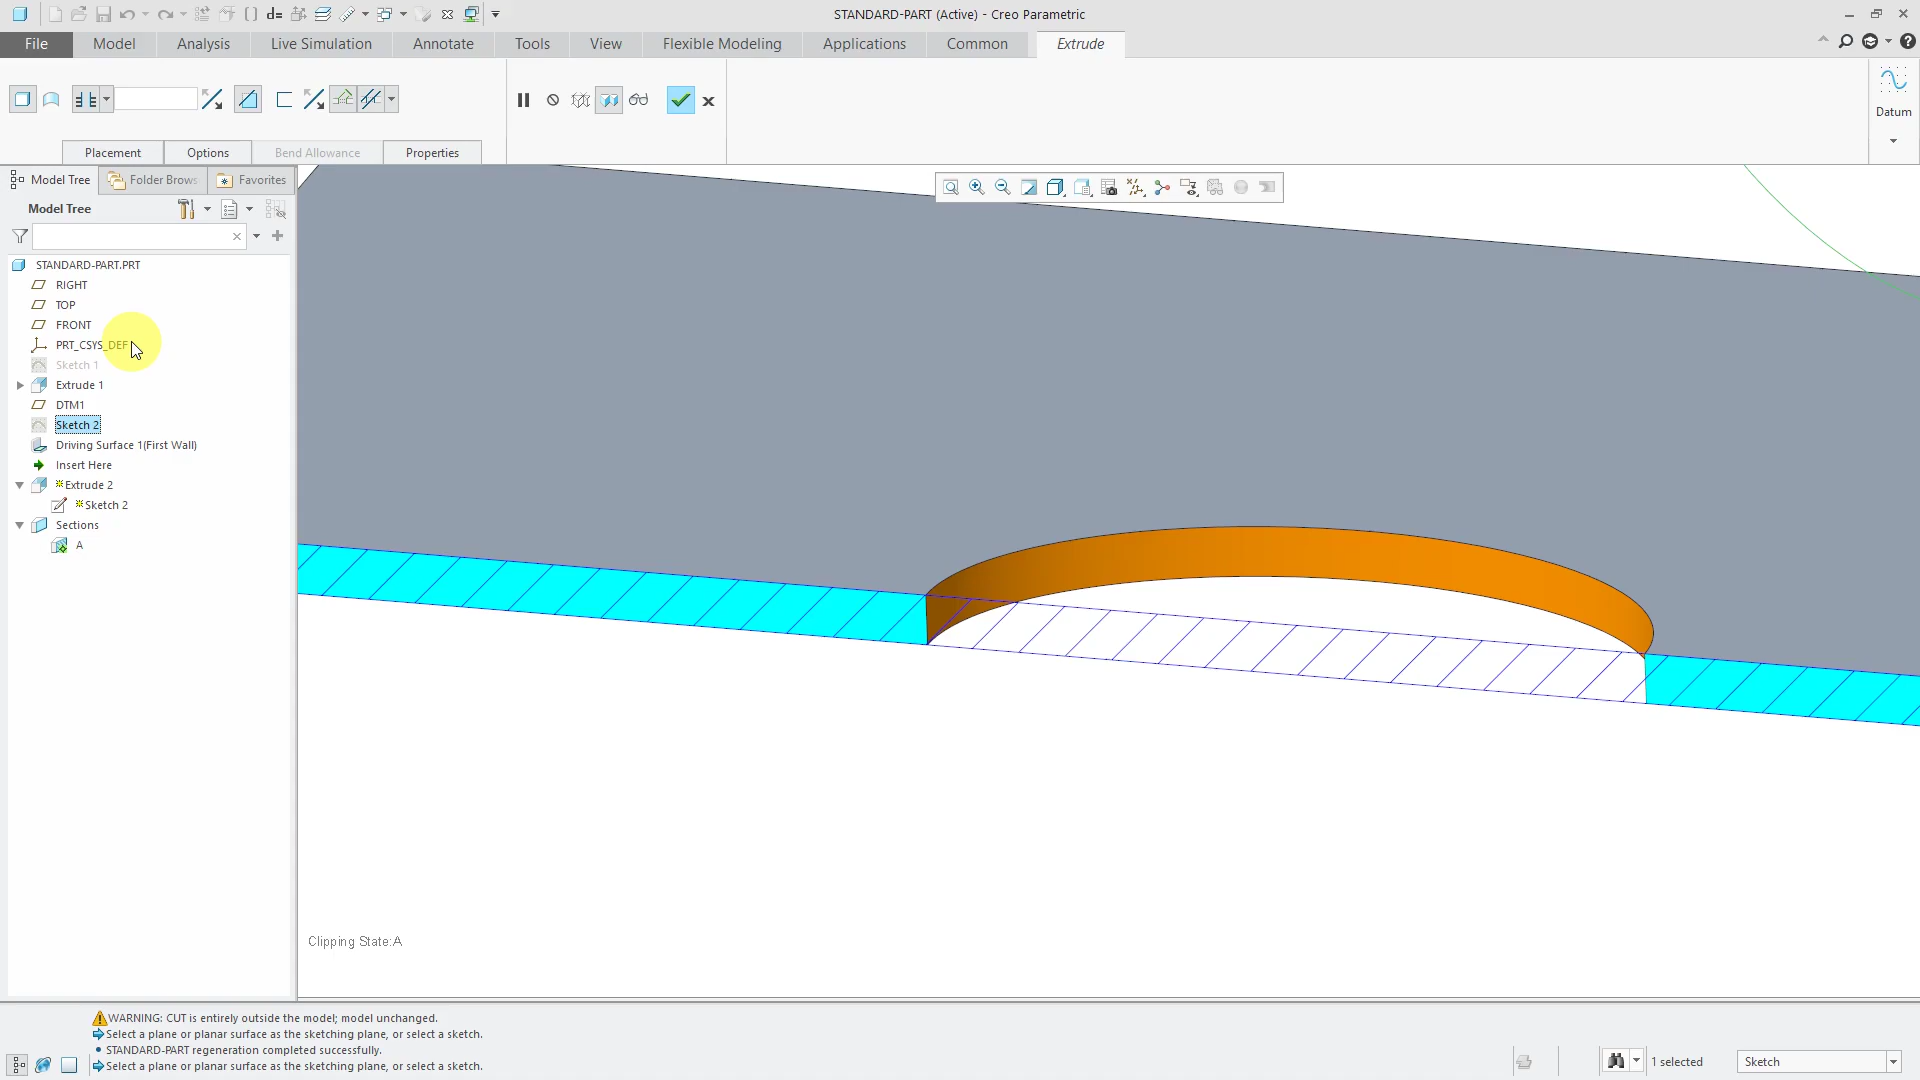 STANDARD-PART (Active) - Creo Parametric
File Model Analysis Live Simulation Annotate Tools View Flexible Modeling Applications Common Extrude
Datum
Placement Options Bend Allowance Properties
Model Tree Folder Brows Favorites
Model Tree
STANDARD-PART.PRT
RIGHT
TOP
FRONT
PRT_CSYS_DEF
Sketch 1
Extrude 1
DTM1
Sketch 2
Driving Surface 1(First Wall)
Insert Here
Extrude 2
Sketch 2
Sections
A
Clipping State:A
WARNING: CUT is entirely outside the model; model unchanged.
Select a plane or planar surface as the sketching plane, or select a sketch.
STANDARD-PART regeneration completed successfully.
Select a plane or planar surface as the sketching plane, or select a sketch.
1 selected
Sketch